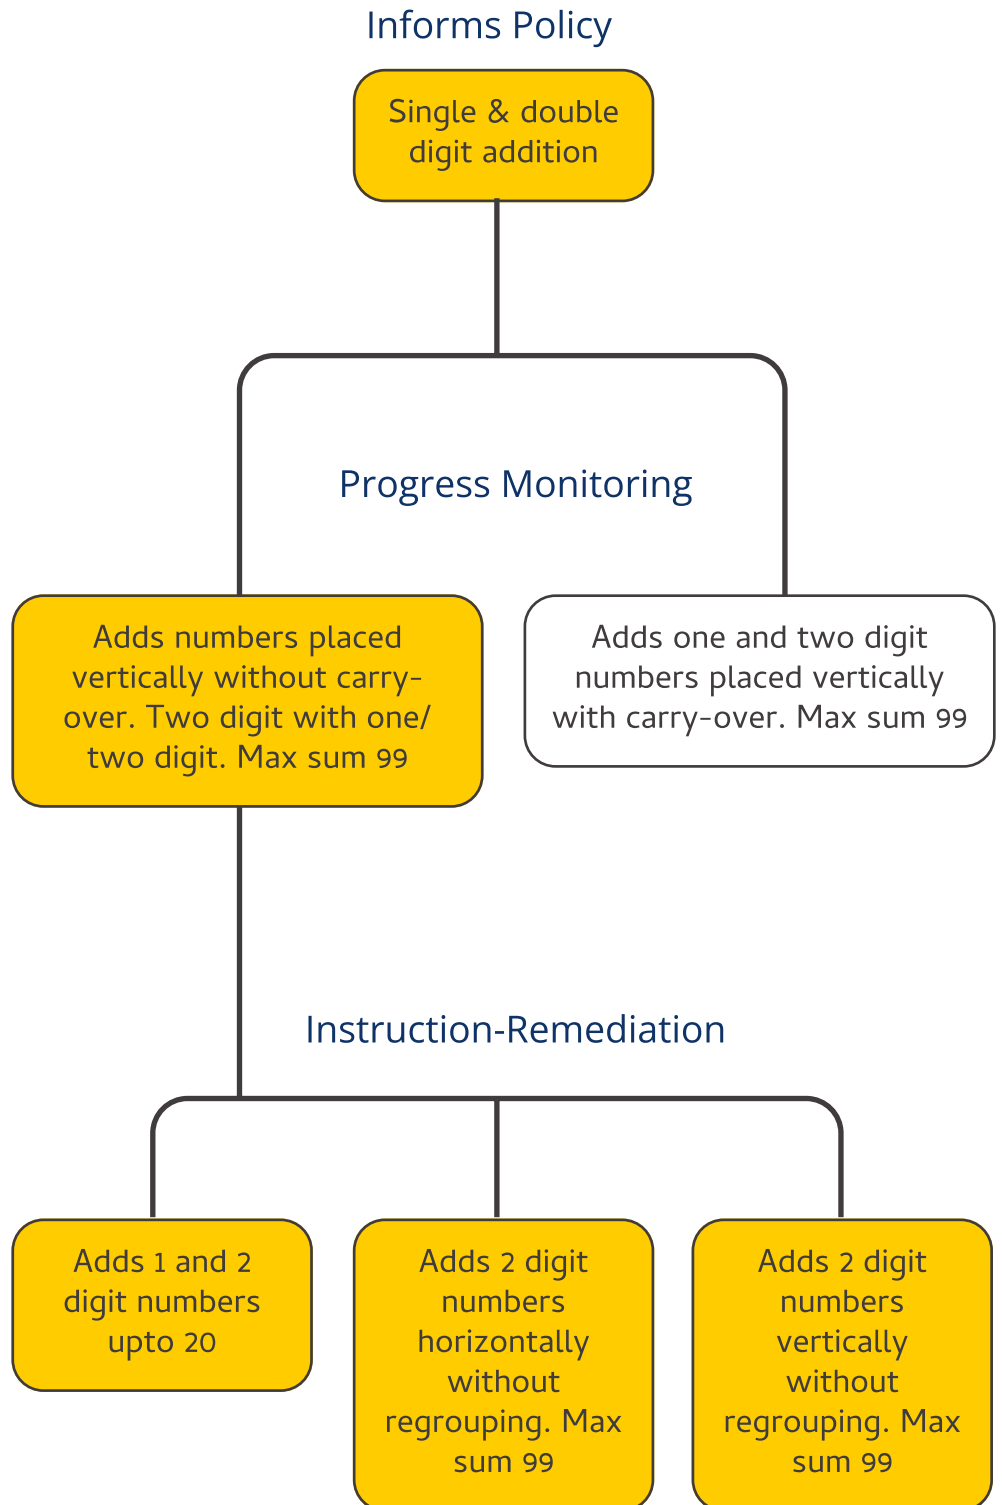 Informs Policy
Single & double
digit addition
Progress Monitoring
Adds numbers placed
vertically without carry-
over. Two digit with one/
two digit. Max sum 99
Adds one and two digit
numbers placed vertically
with carry-over. Max sum 99
Instruction-Remediation
Adds 1 and 2
digit numbers
upto 20
Adds 2 digit
numbers
horizontally
without
regrouping. Max
sum 99
Adds 2 digit
numbers
vertically
without
regrouping. Max
sum 99